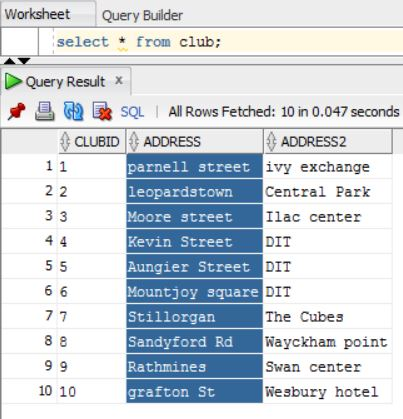 Worksheet Query Builder
select * from club;
Query Result x
SQL | All Rows Fetched: 10 in 0.047 seconds
CLUBID ADDRESS ADDRESS2
1 1 parnell street ivy exchange
2 2 leopardstown Central Park
3 3 Moore street Ilac center
4 4 Kevin Street DIT
5 5 Aungier Street DIT
6 6 Mountjoy square DIT
7 7 Stillorgan The Cubes
8 8 Sandyford Rd Wayckham point
9 9 Rathmines Swan center
10 10 grafton St Wesbury hotel